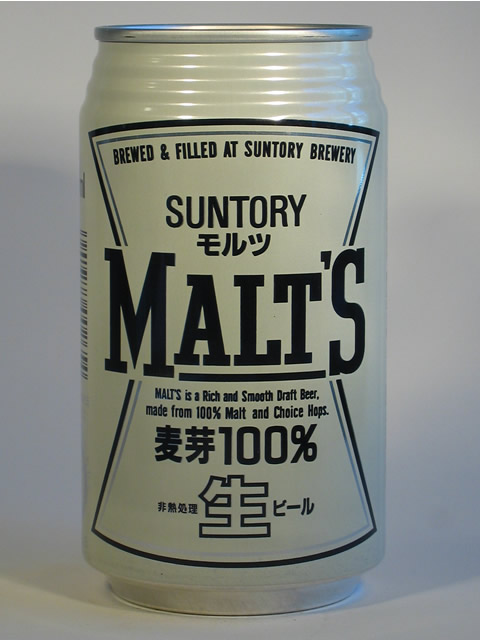 BREWED & FILLED AT SUNTORY BREWERY
SUNTORY
モルツ
MALT'S
MALT'S is a Rich and Smooth Draft Beer,
made from 100% Malt and Choice Hops.
麦芽100%
非熱処理 生 ビール